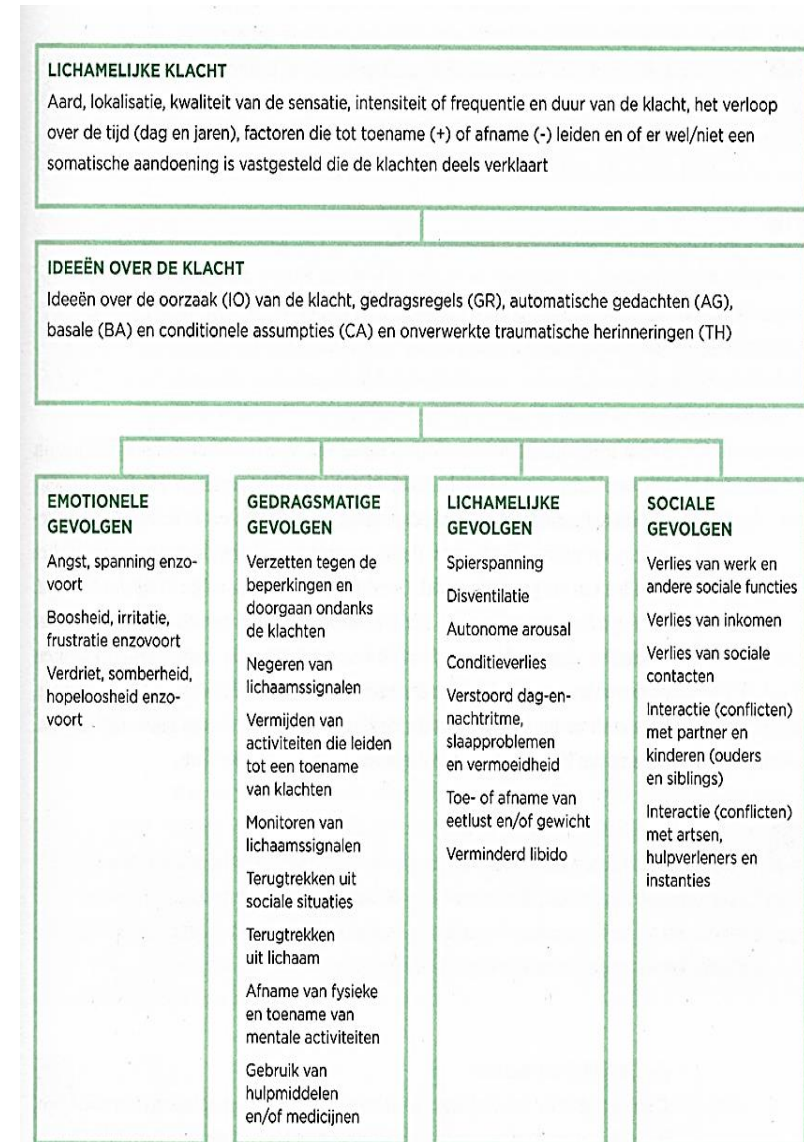 LICHAMELIJKE KLACHT
Aard, lokalisatie, kwaliteit van de sensatie, intensiteit of frequentie en duur van de klacht, het verloop
over de tijd (dag en jaren), factoren die tot toename (+) of afname (-) leiden en of er wel/niet een
somatische aandoening is vastgesteld die de klachten deels verklaart
IDEEËN OVER DE KLACHT
Ideeën over de oorzaak (IO) van de klacht, gedragsregels (GR), automatische gedachten (AG),
basale (BA) en conditionele assumpties (CA) en onverwerkte traumatische herinneringen (TH)
EMOTIONELE
GEVOLGEN
Angst, spanning enzo-
voort
Boosheid, irritatie,
frustratie enzovoort
Verdriet, somberheid,
hopeloosheid enzo-
voort
GEDRAGSMATIGE
GEVOLGEN
Verzetten tegen de
beperkingen en
doorgaan ondanks
de klachten
Negeren van
lichaamssignalen
Vermijden van
activiteiten die leiden
tot een toename
van klachten
Monitoren van
lichaamssignalen
Terugtrekken uit
sociale situaties
Terugtrekken
uit lichaam
Afname van fysieke
en toename van
mentale activiteiten
Gebruik van
hulpmiddelen
en/of medicijnen
LICHAMELIJKE
GEVOLGEN
Spierspanning
Disventilatie
Autonome arousal
Conditieverlies
Verstoord dag-en-
nachtritme,
slaapproblemen
en vermoeidheid
Toe- of afname van
eetlust en/of gewicht
Verminderd libido
SOCIALE
GEVOLGEN
Verlies van werk en
andere sociale functies
Verlies van inkomen
Verlies van sociale
contacten
Interactie (conflicten)
met partner en
kinderen (ouders
en siblings)
Interactie (conflicten)
met artsen,
hulpverleners en
instanties